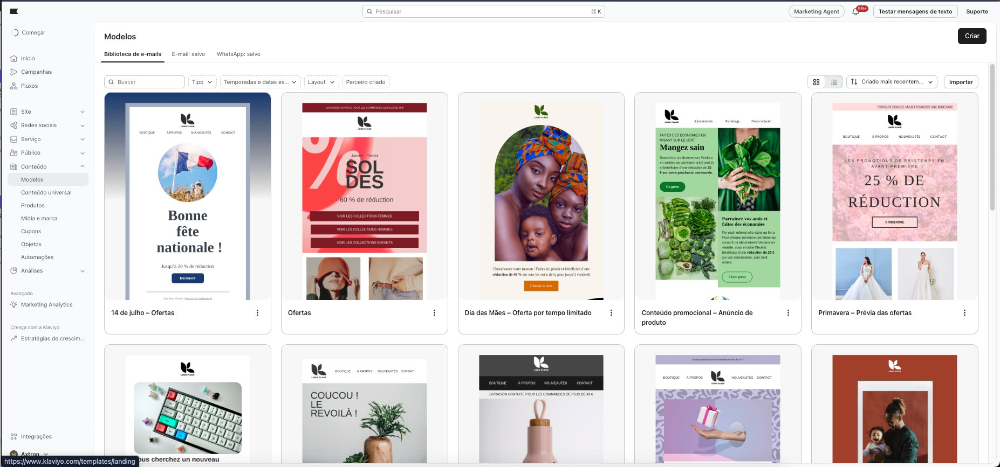 Pesquisar
⌘ K
Marketing Agent
99+
Testar mensagens de texto
Suporte
Começar
Início
Campanhas
Fluxos
Site
Redes sociais
Serviço
Público
Conteúdo
Modelos
Conteúdo universal
Produtos
Mídia e marca
Cupons
Objetos
Automações
Análises
Avançado
Marketing Analytics
Cresça com a Klaviyo
Estratégias de crescim...
Integrações
AX
Axtron
https://www.klaviyo.com/templates/landing
Modelos
Criar
Biblioteca de e-mails
E-mail: salvo
WhatsApp: salvo
Buscar
Tipo
Temporadas e datas es...
Layout
Parceiro criado
Criado mais recentem...
Importar
LOGO PLACE
BOUTIQUE À PROPOS NOUVEAUTÉS CONTACT
Bonne
fête
nationale !
Jusqu'à 20 % de réduction
Découvrir
Tous droits réservés | Politique de confidentialité
14 de julho – Ofertas
LIVRAISON GRATUITE POUR LES COMMANDES DE PLUS DE 49 €
LOGO PLACE
%
Janvier - Février
SOL
DES
- 60 % de réduction
VOIR LES COLLECTIONS FEMMES
VOIR LES COLLECTIONS HOMMES
VOIR LES COLLECTIONS ENFANTS
Ofertas
LOGO PLACE
Chouchoutez votre maman ! Faites-lui plaisir et bénéficiez d'une
réduction de 40 % sur tous les soins de la peau jusqu'à vendredi
Choisir le soin
Dia das Mães – Oferta por tempo limitado
LOGO PLACE
Abonnements Parrainage Nous contacter
FAITES DES ÉCONOMIES EN
MISANT SUR LE VERT
Mangez sain
Souscrivez un abonnement Verdure
en vedette ou parrainez un(e) ami(e)
et bénéficiez d'une réduction de 25
€ sur votre prochaine commande.
Go green
Parrainez vos amis et
faites des économies
For each referral who signs up for a
Pour chaque personne parrainée qui
souscrit un abonnement Verdure en
vedette, vous et votre filleul(e)
bénéficiez d'une réduction de 25 €
sur vos commandes. your next
orders.
Share green
Conteúdo promocional – Anúncio de
produto
PRENDRE RENDEZ-VOUS | TROUVER UNE BOUTIQUE
LOGO PLACE
BOUTIQUE À PROPOS NOUVEAUTÉS CONTACT
LES PROMOTIONS DE PRINTEMPS EN
AVANT-PREMIÈRE
25 % DE
RÉDUCTION
S'INSCRIRE
Primavera – Prévia das ofertas
LOGO PLACE
ous cherchez un nouveau
LOGO PLACE
BOUTIQUE À PROPOS NOUVEAUTÉS CONTACT
COUCOU !
LE
REVOILÀ !
LOGO PLACE
BOUTIQUE À PROPOS NOUVEAUTÉS CONTACT
LIVRAISON GRATUITE POUR LES COMMANDES DE PLUS DE 49 €
Livraison gratuite pour les commandes de plus de 100 €
BOUTIQUE À PROPOS LOGO PLACE NOUVEAUTÉS CONTACT
LOGO PLACE